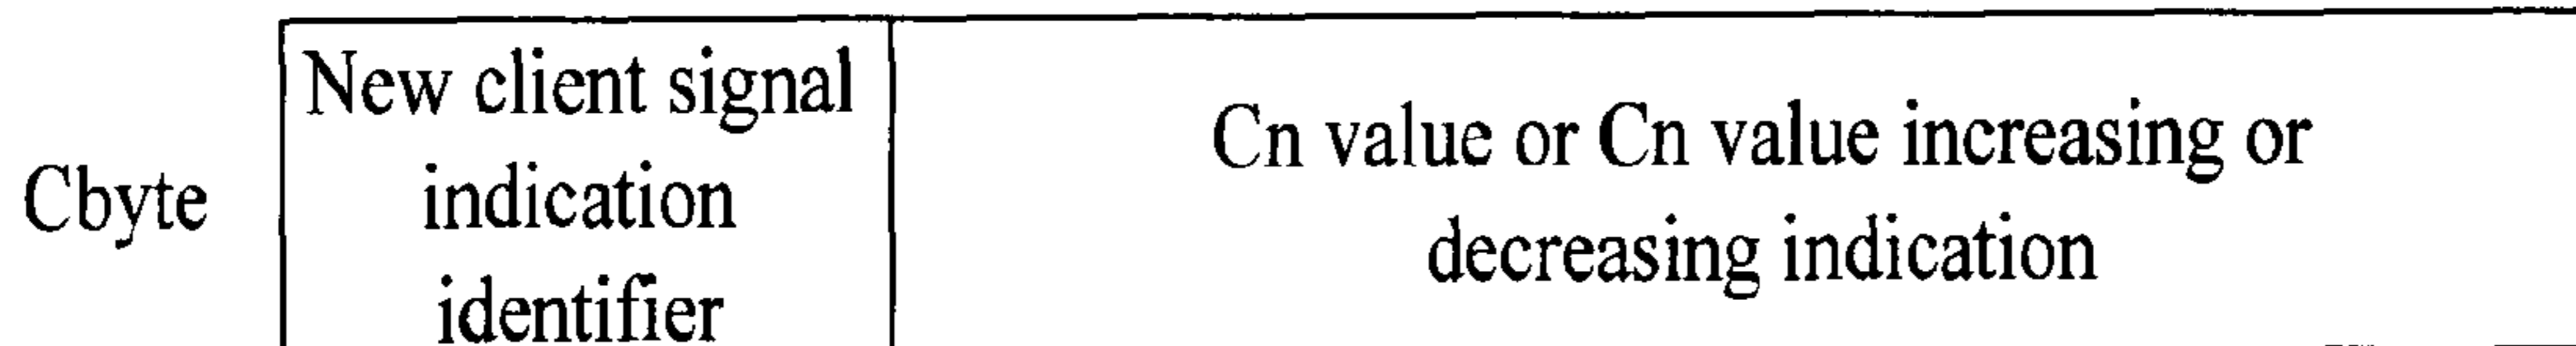 Cbyte
New client signal
indication
identifier
Cn value or Cn value increasing or
decreasing indication